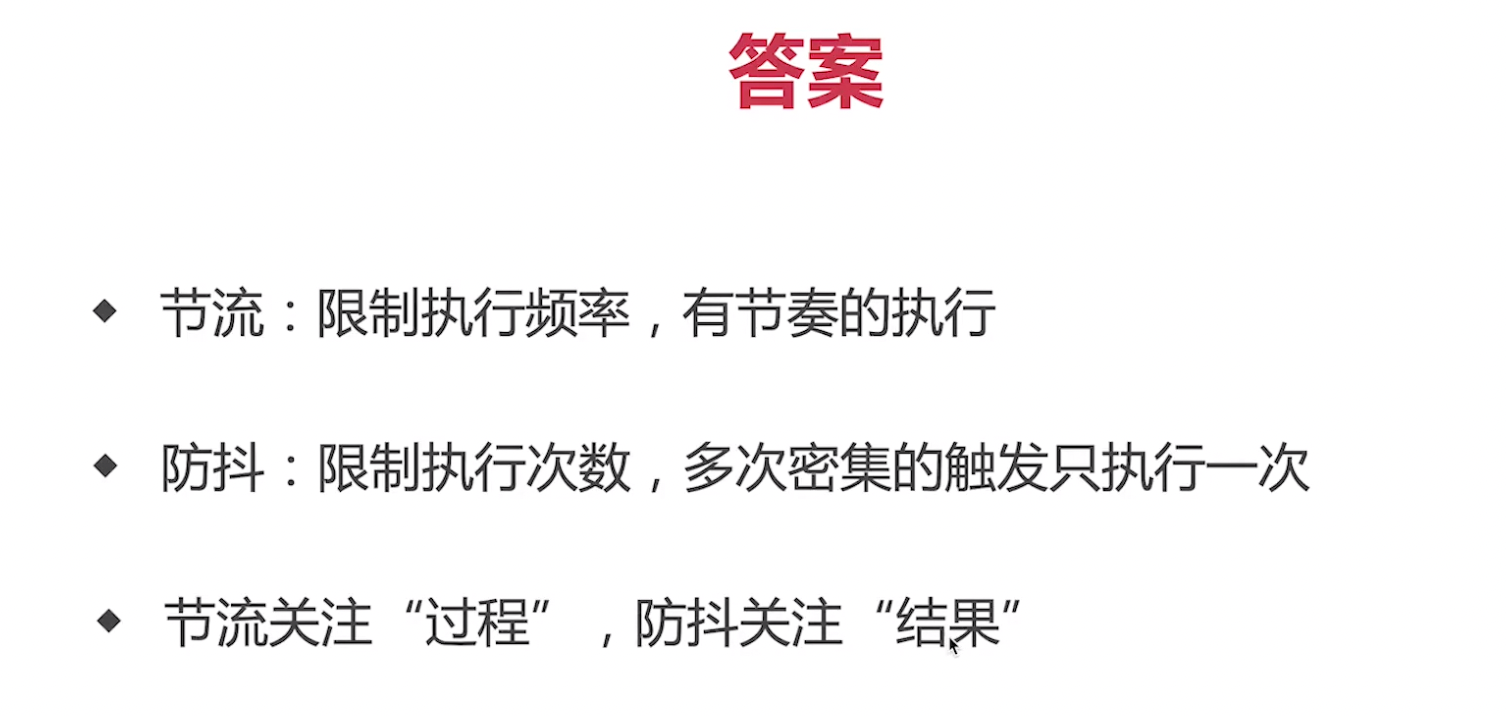 答案
节流：限制执行频率，有节奏的执行
防抖：限制执行次数，多次密集的触发只执行一次
节流关注“过程”，防抖关注“结果”